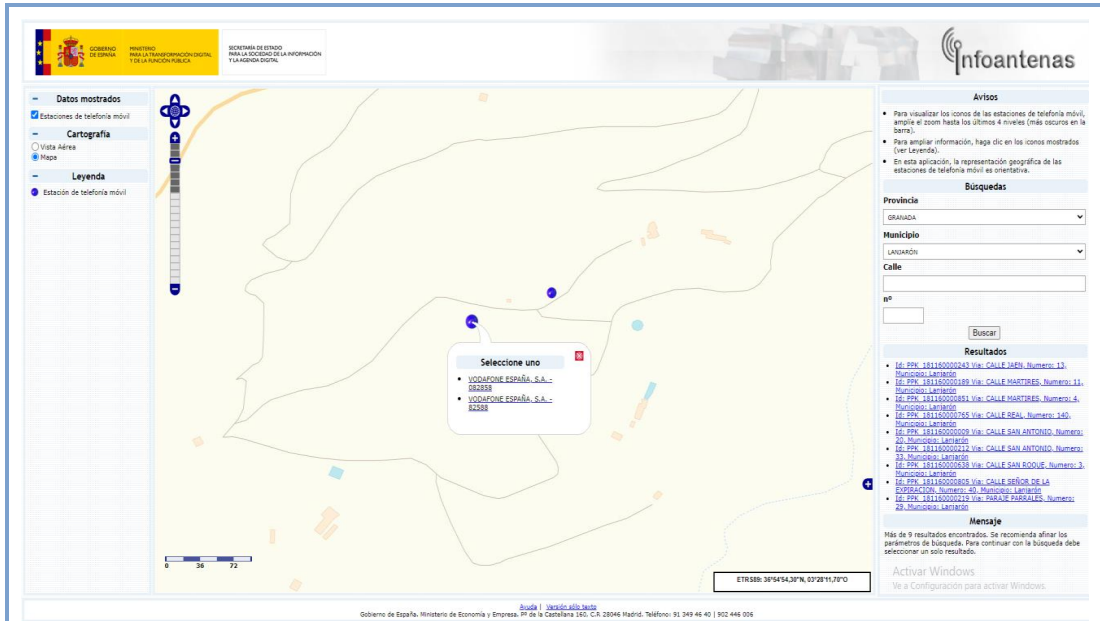 GOBIERNO
DE ESPAÑA
MINISTERIO
PARA LA TRANSFORMACIÓN DIGITAL
Y DE LA FUNCIÓN PÚBLICA
SECRETARÍA DE ESTADO
PARA LA SOCIEDAD DE LA INFORMACIÓN
Y LA AGENDA DIGITAL
Infoantenas
Datos mostrados
Estaciones de telefonía móvil
Cartografía
Vista Aérea
Mapa
Leyenda
Estación de telefonía móvil
Seleccione uno
VODAFONE ESPAÑA, S.A. -
082858
VODAFONE ESPAÑA, S.A. -
82588
0 36 72
ETRS89: 36º54'54,30"N, 03º28'11,70"O
Avisos
Para visualizar los iconos de las estaciones de telefonía móvil,
amplíe el zoom hasta los últimos 4 niveles (más oscuros en la
barra).
Para ampliar información, haga clic en los iconos mostrados
(ver Leyenda).
En esta aplicación, la representación geográfica de las
estaciones de telefonía móvil es orientativa.
Búsquedas
Provincia
GRANADA
Municipio
LANJARÓN
Calle
nº
Buscar
Resultados
Id: PPK_181160000243 Via: CALLE JAEN, Numero: 13,
Municipio: Lanjarón
Id: PPK_181160000189 Via: CALLE MARTIRES, Numero: 11,
Municipio: Lanjarón
Id: PPK_181160000851 Via: CALLE MARTIRES, Numero: 4,
Municipio: Lanjarón
Id: PPK_181160000765 Via: CALLE REAL, Numero: 140,
Municipio: Lanjarón
Id: PPK_181160000009 Via: CALLE SAN ANTONIO, Numero:
20, Municipio: Lanjarón
Id: PPK_181160000212 Via: CALLE SAN ANTONIO, Numero:
33, Municipio: Lanjarón
Id: PPK_181160000638 Via: CALLE SAN ROQUE, Numero: 3,
Municipio: Lanjarón
Id: PPK_181160000805 Via: CALLE SEÑOR DE LA
EXPIRACION, Numero: 40, Municipio: Lanjarón
Id: PPK_181160000219 Via: PARAJE PARRALES, Numero:
29, Municipio: Lanjarón
Mensaje
Más de 9 resultados encontrados. Se recomienda afinar los
parámetros de búsqueda. Para continuar con la búsqueda debe
seleccionar un solo resultado.
Activar Windows
Ve a Configuración para activar Windows.
Ayuda | Versión sólo texto
Gobierno de España. Ministerio de Economía y Empresa. Pº de la Castellana 160. C.P. 28046 Madrid. Teléfono: 91 349 46 40 | 902 446 006